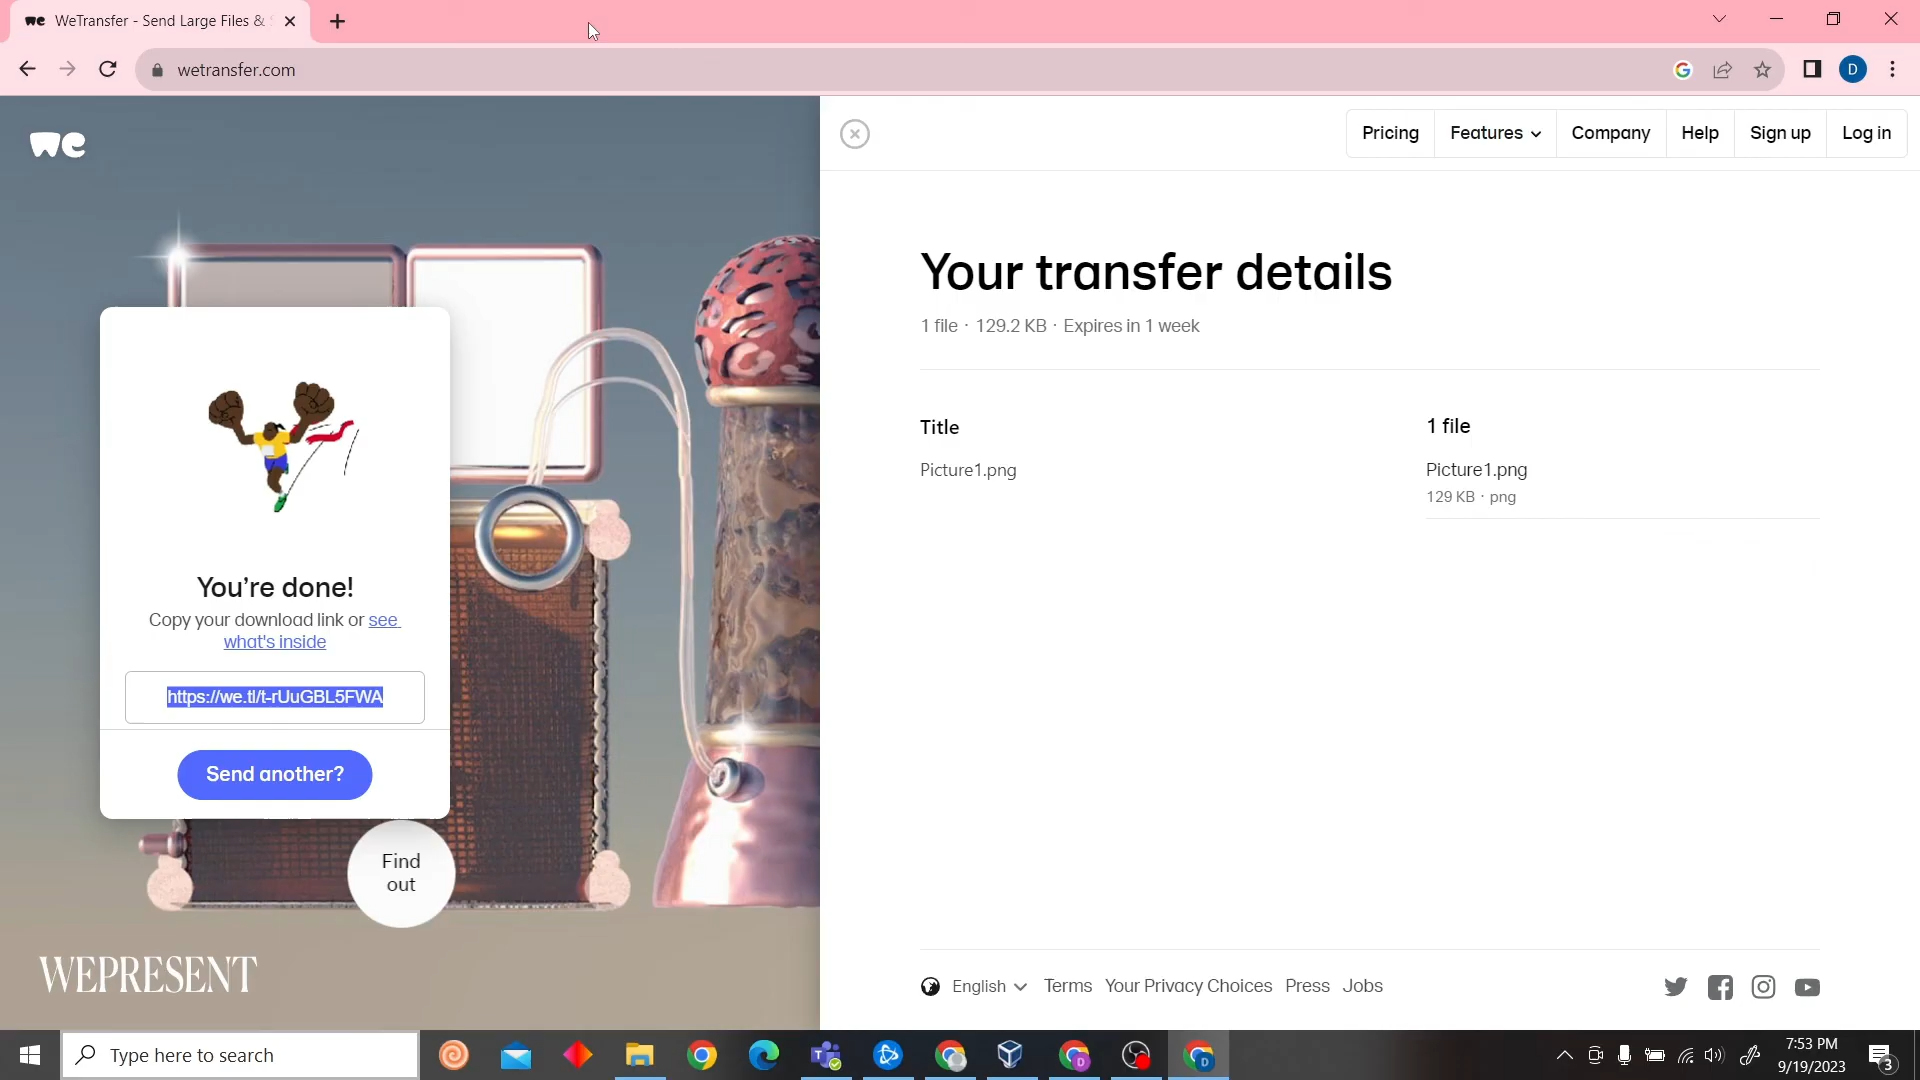 WeTransfer - Send Large Files &
wetransfer.com
D
we
Pricing
Features
Company
Help
Sign up
Log in
Your transfer details
1 file · 129.2 KB · Expires in 1 week
Title
1 file
Picture1.png
Picture1.png
129 KB · png
You're done!
Copy your download link or see
what's inside
https://we.tl/t-rUuGBL5FWA
Send another?
Find
out
WEPRESENT
English
Terms
Your Privacy Choices
Press
Jobs
Type here to search
7:53 PM
9/19/2023
3